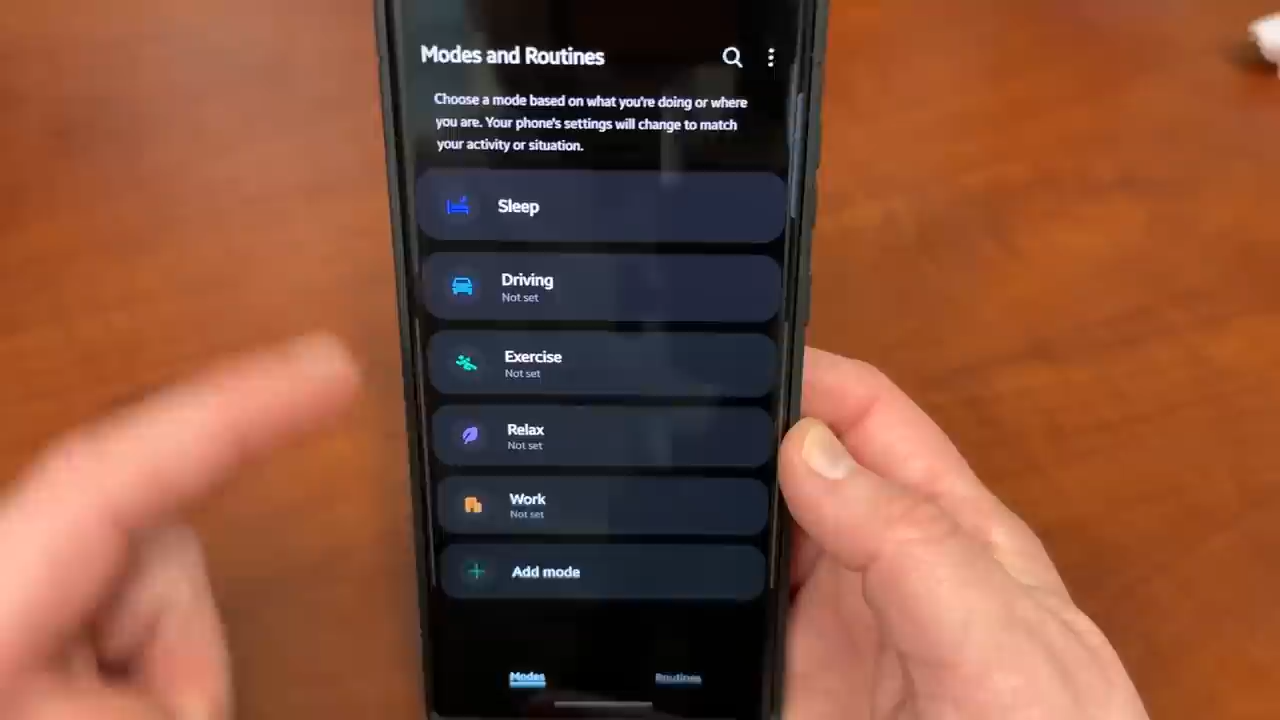 Modes and Routines
Choose a mode based on what you're doing or where
you are. Your phone's settings will change to match
your activity or situation.
Sleep
Driving
Not set
Exercise
Not set
Relax
Not set
Work
Not set
Add mode
Modes
Routines